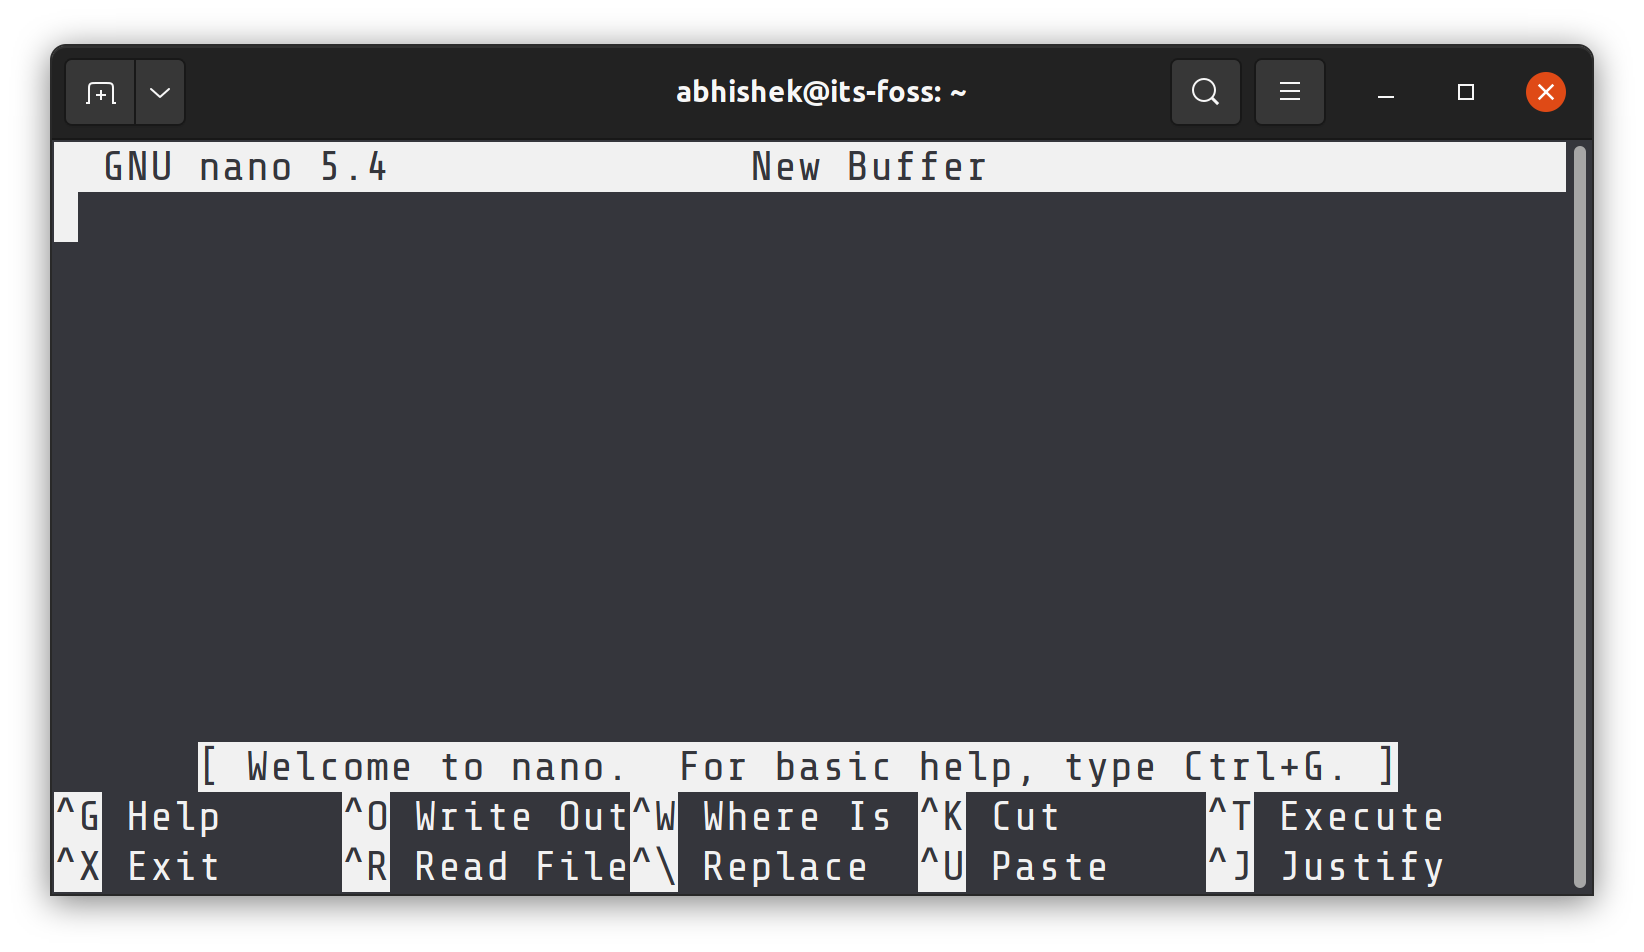 abhishek@its-foss: ~
GNU nano 5.4 New Buffer
[ Welcome to nano.  For basic help, type Ctrl+G. ]
^G Help ^O Write Out ^W Where Is ^K Cut ^T Execute
^X Exit ^R Read File ^\ Replace ^U Paste ^J Justify